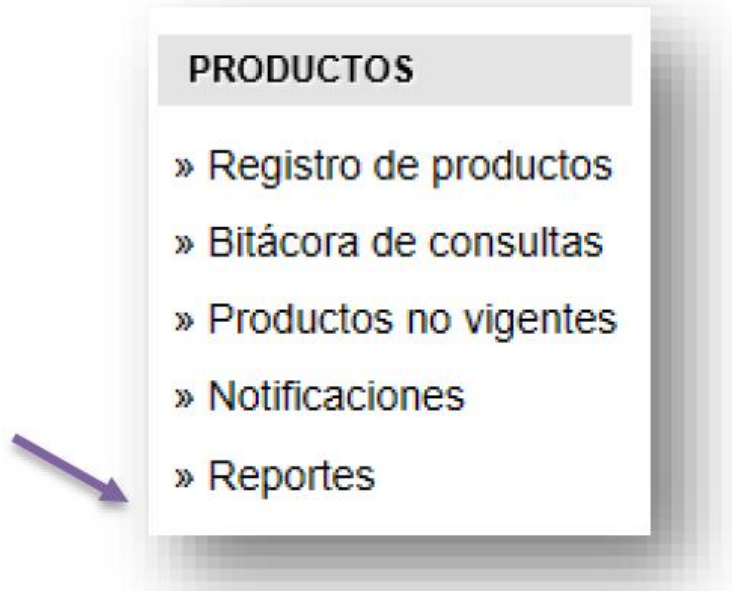 PRODUCTOS
» Registro de productos
» Bitácora de consultas
» Productos no vigentes
» Notificaciones
» Reportes